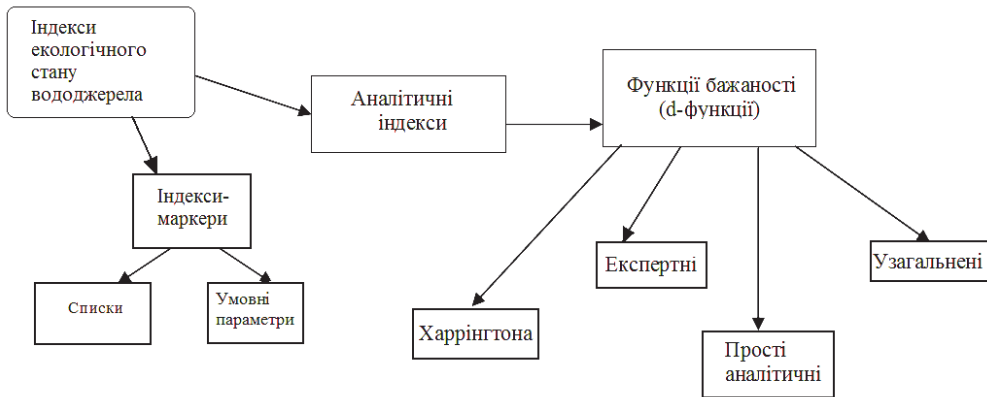 Індекси
екологічного
стану
вододжерела
Аналітичні
індекси
Функції бажаності
(d-функції)
Індекси-
маркери
Списки
Умовні
параметри
Харрінгтона
Експертні
Прості
аналітичні
Узагальнені